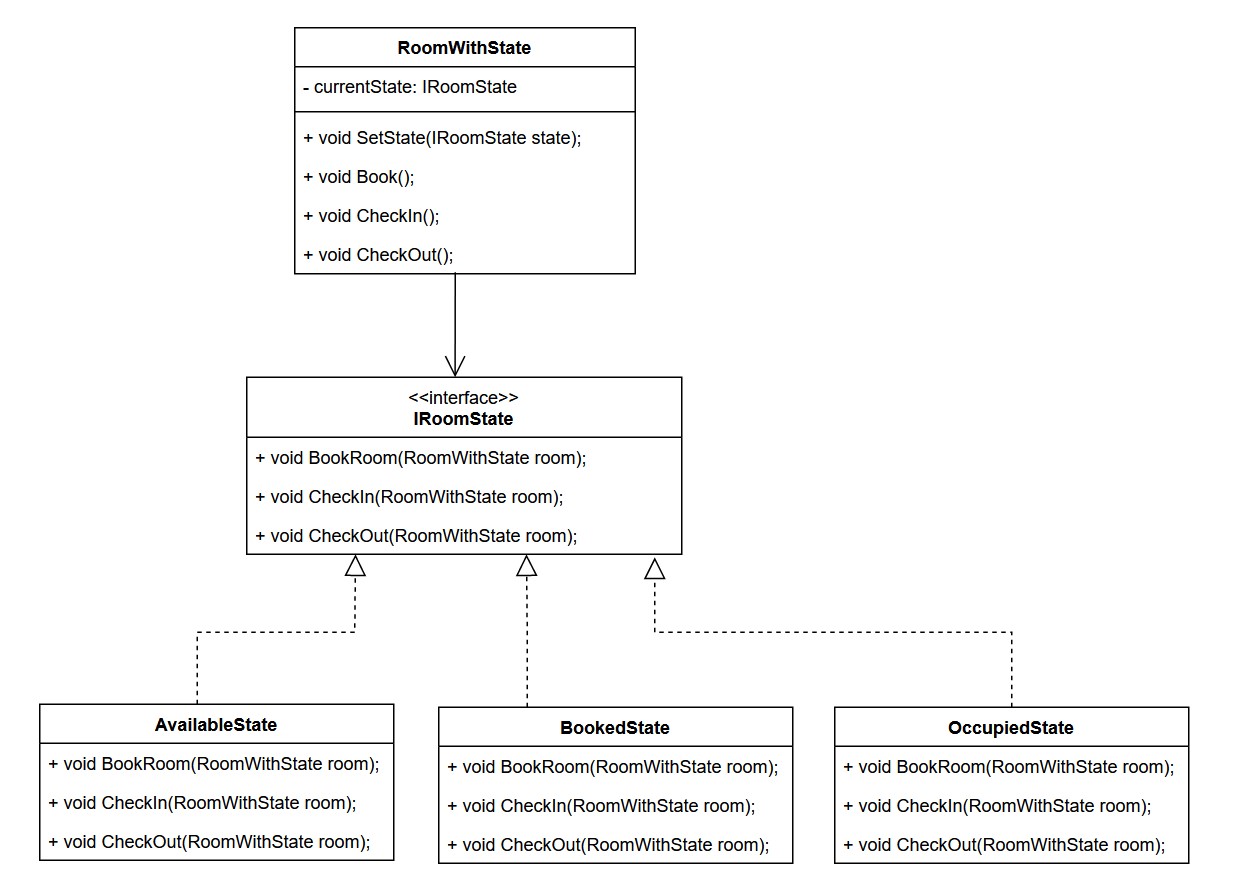 RoomWithState
- currentState: IRoomState
+ void SetState(IRoomState state);
+ void Book();
+ void CheckIn();
+ void CheckOut();
<<interface>>
IRoomState
+ void BookRoom(RoomWithState room);
+ void CheckIn(RoomWithState room);
+ void CheckOut(RoomWithState room);
AvailableState
+ void BookRoom(RoomWithState room);
+ void CheckIn(RoomWithState room);
+ void CheckOut(RoomWithState room);
BookedState
+ void BookRoom(RoomWithState room);
+ void CheckIn(RoomWithState room);
+ void CheckOut(RoomWithState room);
OccupiedState
+ void BookRoom(RoomWithState room);
+ void CheckIn(RoomWithState room);
+ void CheckOut(RoomWithState room);